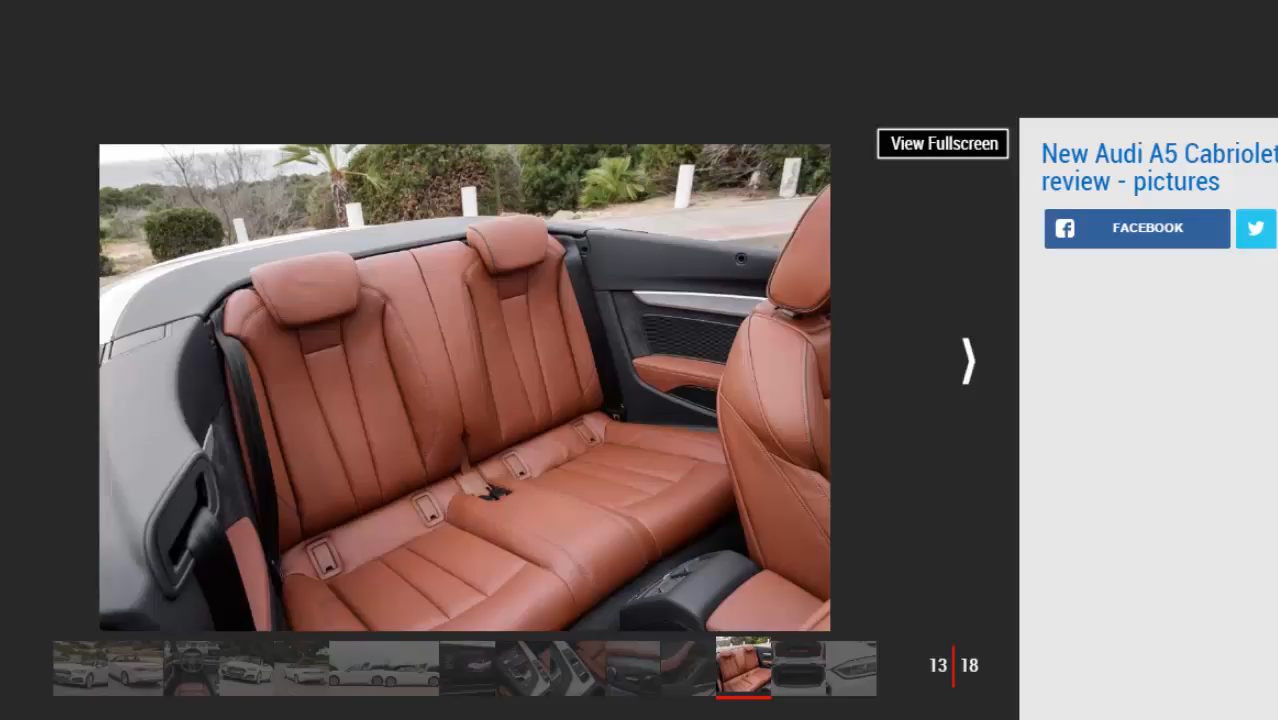 View Fullscreen
New Audi A5 Cabriolet
review - pictures
FACEBOOK
13 18